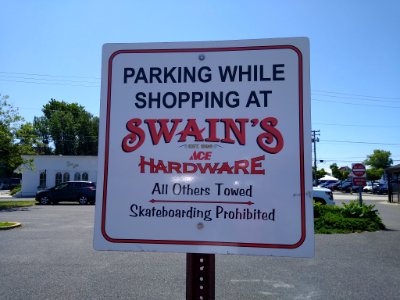 PARKING WHILE
SHOPPING AT
SWAIN'S
ACE
HARDWARE
All Others Towed
Skateboarding Prohibited